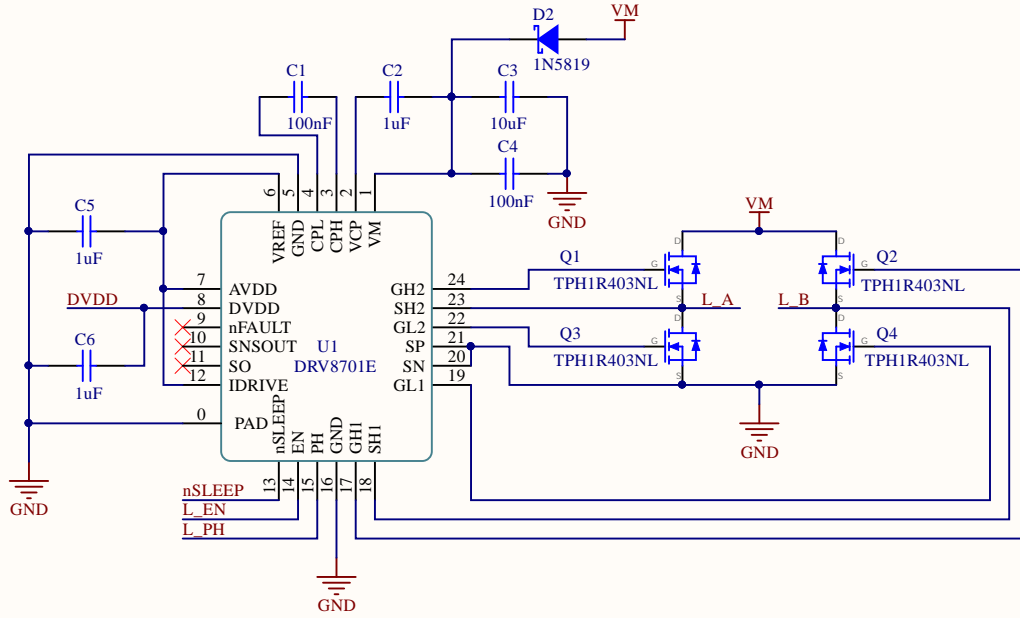 D2
VM
1N5819
C1
C2
C3
100nF
1uF
10uF
C4
100nF
GND
6
5
4
3
2
1
VREF
GND
CPL
CPH
VCP
VM
C5
1uF
DVDD
C6
1uF
7
AVDD
8
DVDD
9
nFAULT
10
SNSOUT
11
SO
12
IDRIVE
0
PAD
U1
DRV8701E
GH2
24
SH2
23
GL2
22
SP
21
SN
20
GL1
19
nSLEEP
EN
PH
GND
GH1
SH1
13
14
15
16
17
18
nSLEEP
L_EN
L_PH
GND
GND
VM
Q1
D
G
S
TPH1R403NL
D
G
S
Q2
TPH1R403NL
L_A
L_B
Q3
D
G
S
TPH1R403NL
D
G
S
Q4
TPH1R403NL
GND